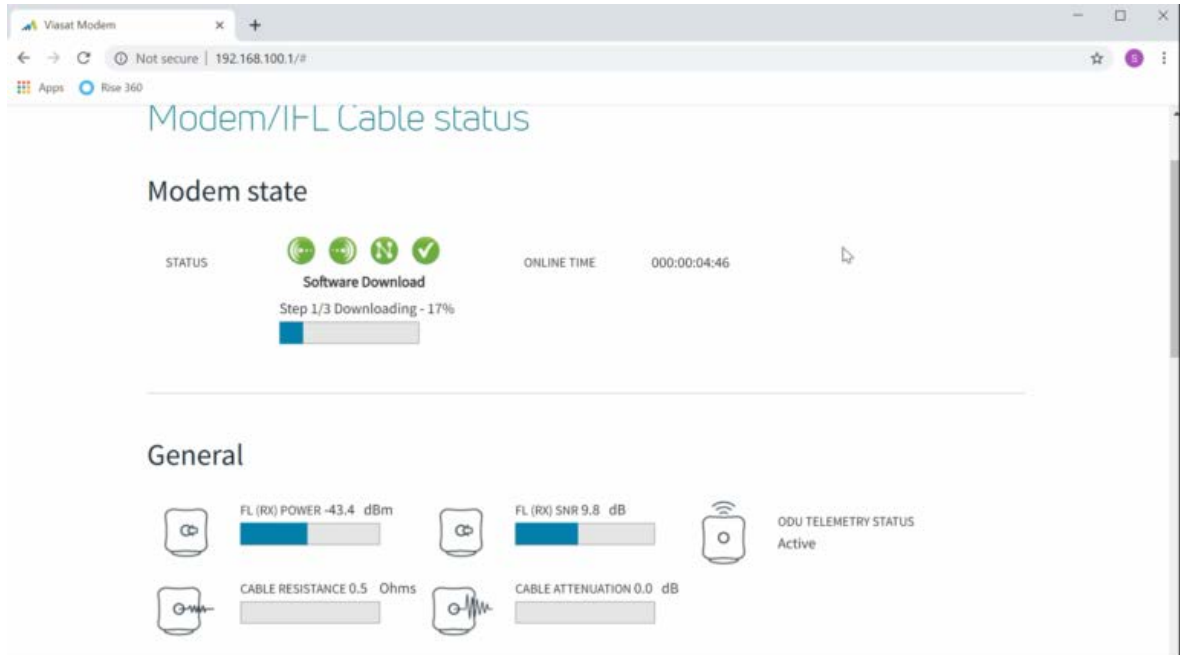 Viasat Modem
Not secure | 192.168.100.1/#
S
Apps Rise 360
Modem/IFL Cable status
Modem state
STATUS
Software Download
Step 1/3 Downloading - 17%
ONLINE TIME 000:00:04:46
General
FL (RX) POWER -43.4 dBm
FL (RX) SNR 9.8 dB
ODU TELEMETRY STATUS
Active
CABLE RESISTANCE 0.5 Ohms
CABLE ATTENUATION 0.0 dB